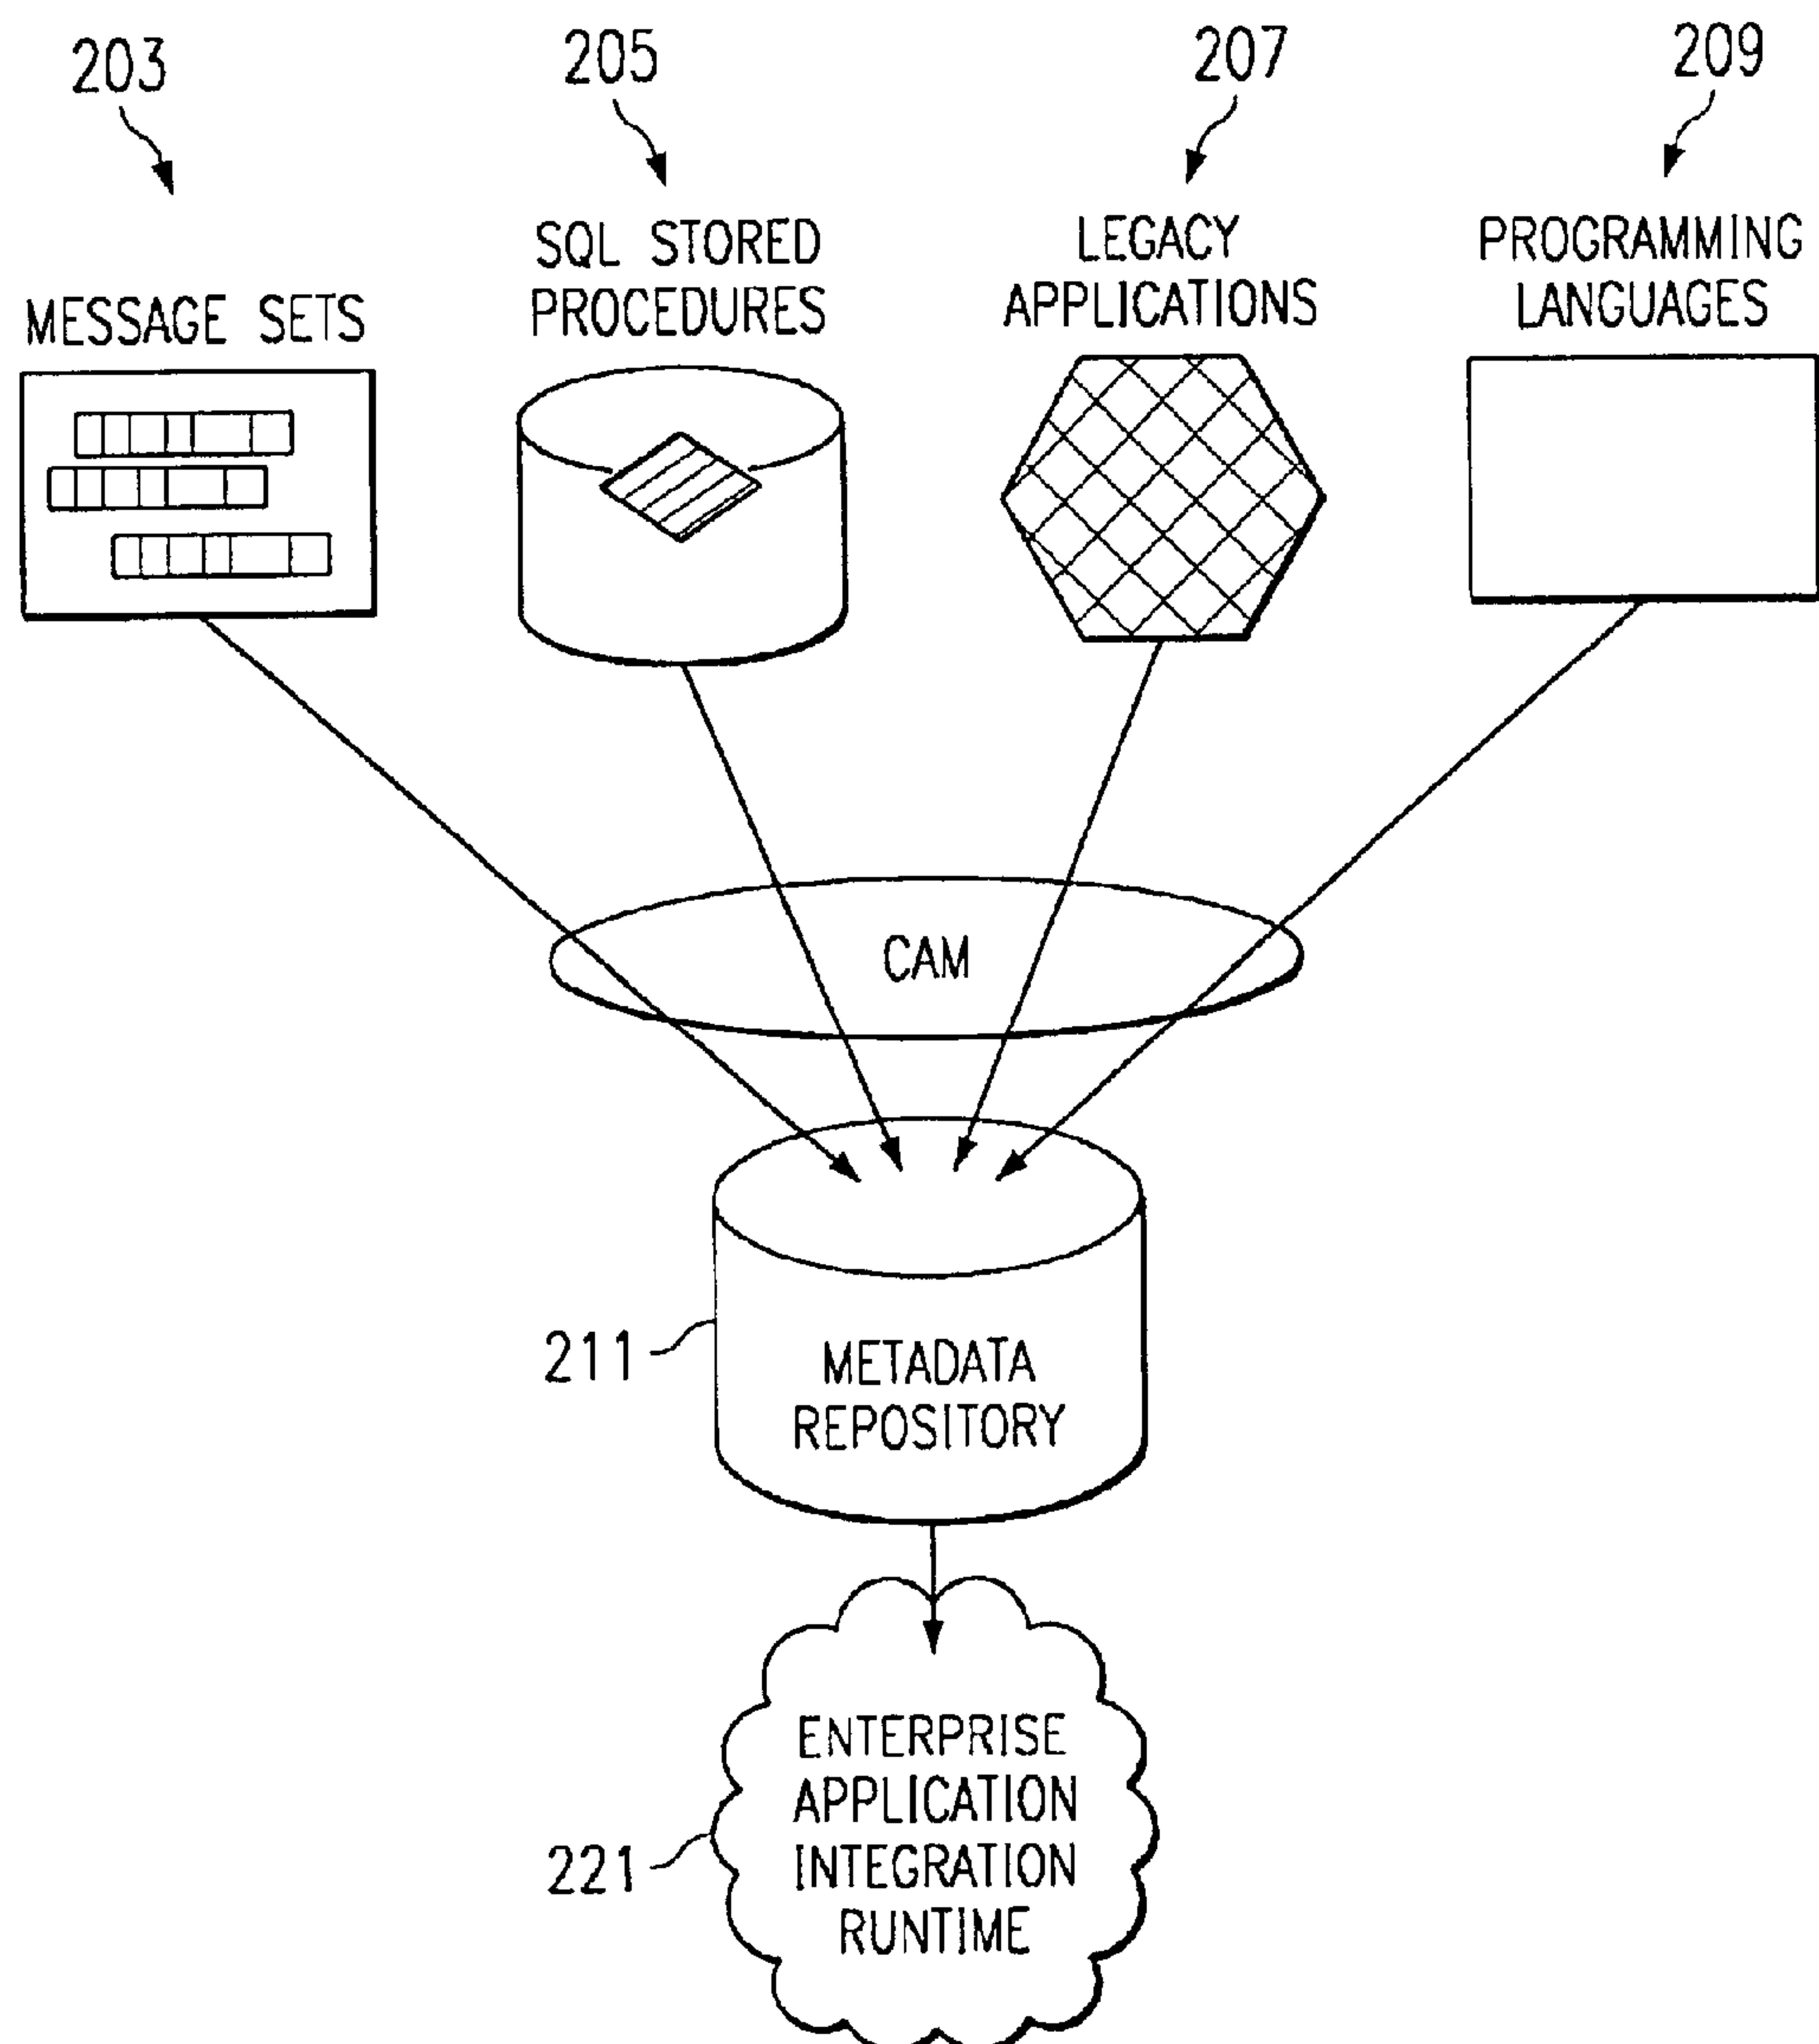 203
205
207
209
MESSAGE SETS
SQL STORED
PROCEDURES
LEGACY
APPLICATIONS
PROGRAMMING
LANGUAGES
CAM
211
METADATA
REPOSITORY
221
ENTERPRISE
APPLICATION
INTEGRATION
RUNTIME